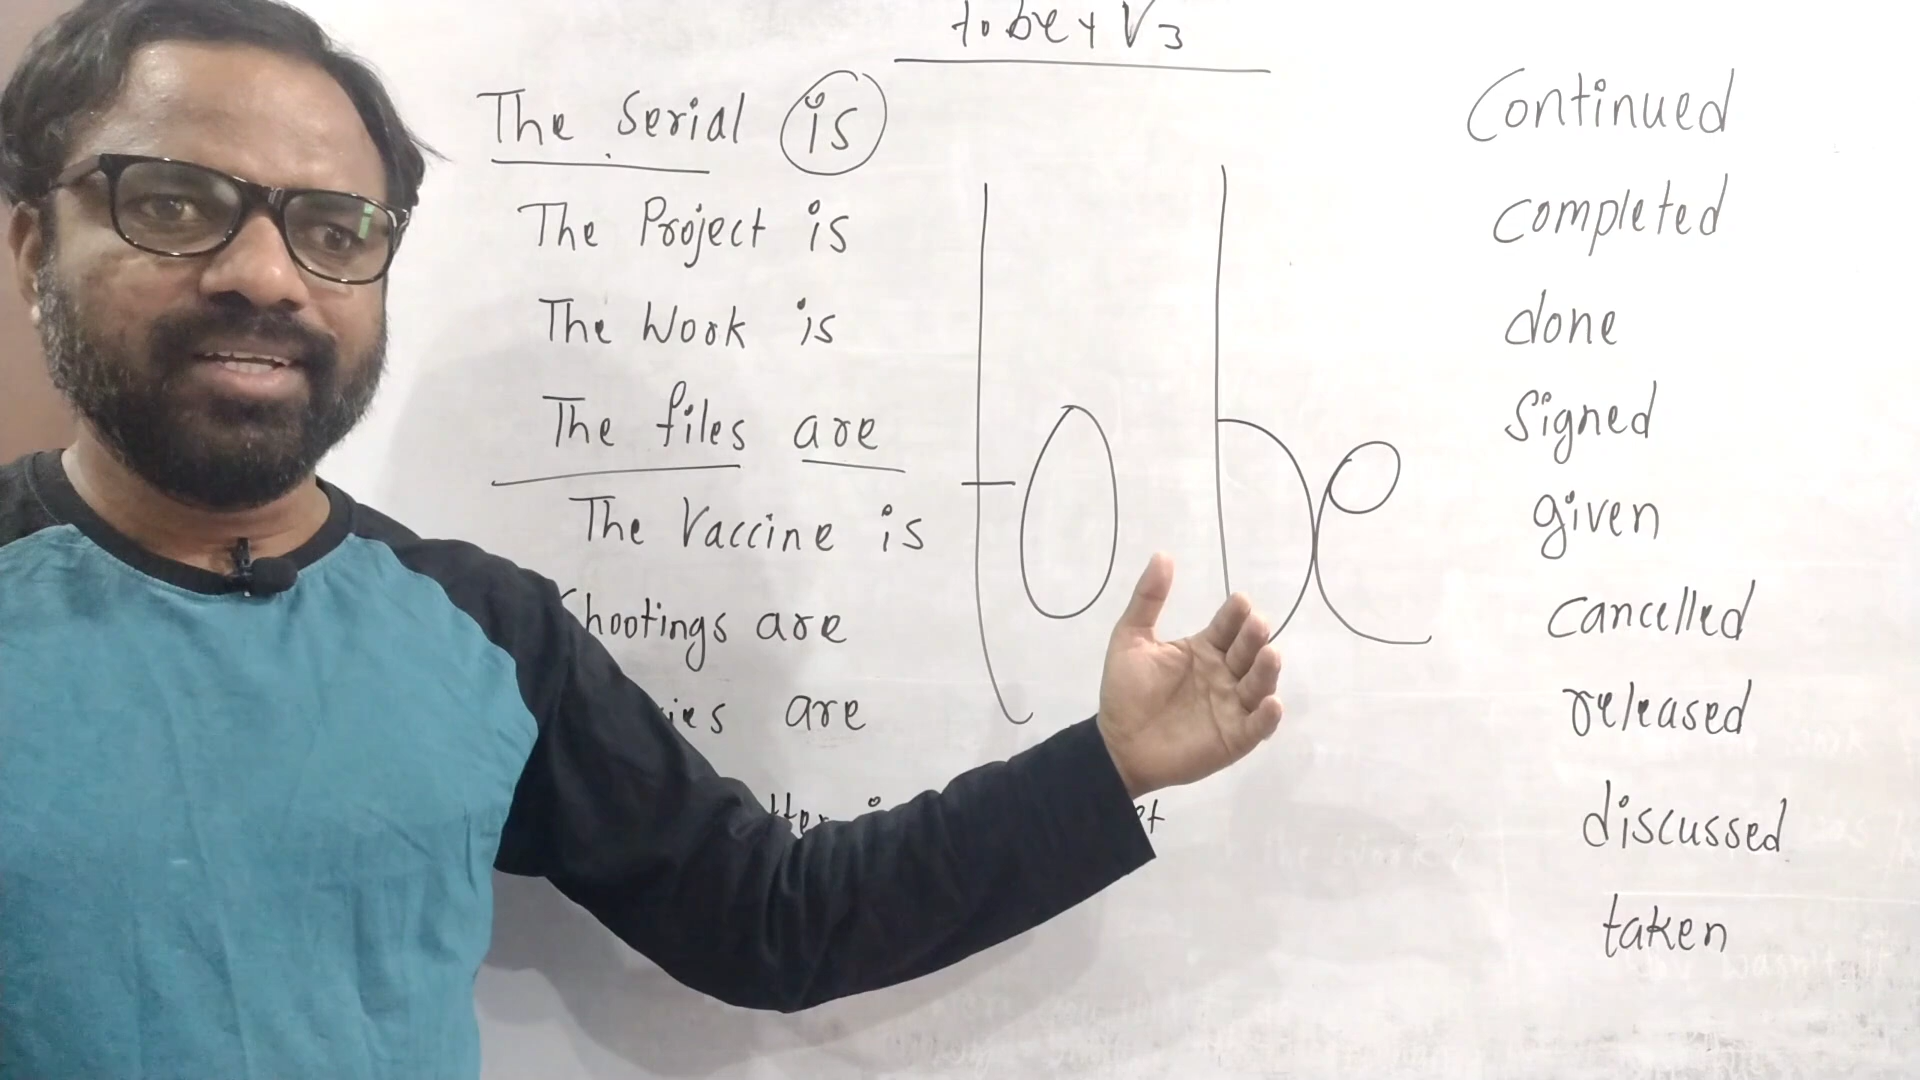 to be + V3
The Serial is
The Project is
The Work is
The files are
The Vaccine is
Shootings are
are
to be
Continued
completed
done
Signed
given
cancelled
released
discussed
taken